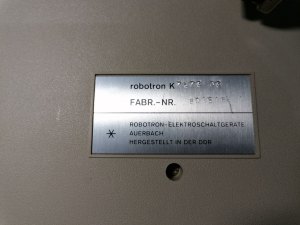 robotron K
FABR.-NR.
ROBOTRON-ELEKTROSCHALTGERÄTE
AUERBACH
HERGESTELLT IN DER DDR